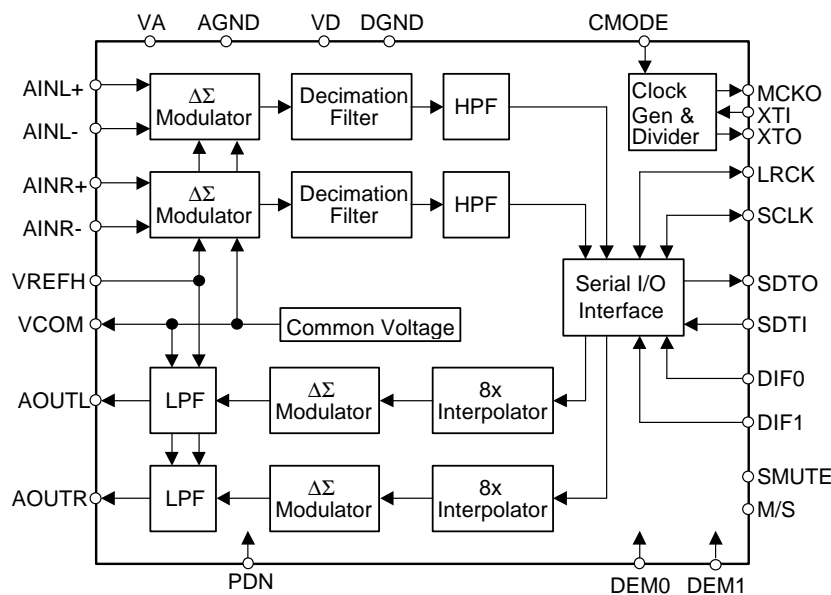 VA AGND VD DGND CMODE
AINL+
AINL-
AINR+
AINR-
VREFH
VCOM
AOUTL
AOUTR
ΔΣ
Modulator
Decimation
Filter
HPF
Clock
Gen &
Divider
MCKO
XTI
XTO
LRCK
SCLK
ΔΣ
Modulator
Decimation
Filter
HPF
Serial I/O
Interface
SDTO
SDTI
Common Voltage
DIF0
DIF1
LPF
ΔΣ
Modulator
8x
Interpolator
SMUTE
M/S
LPF
ΔΣ
Modulator
8x
Interpolator
PDN DEM0 DEM1